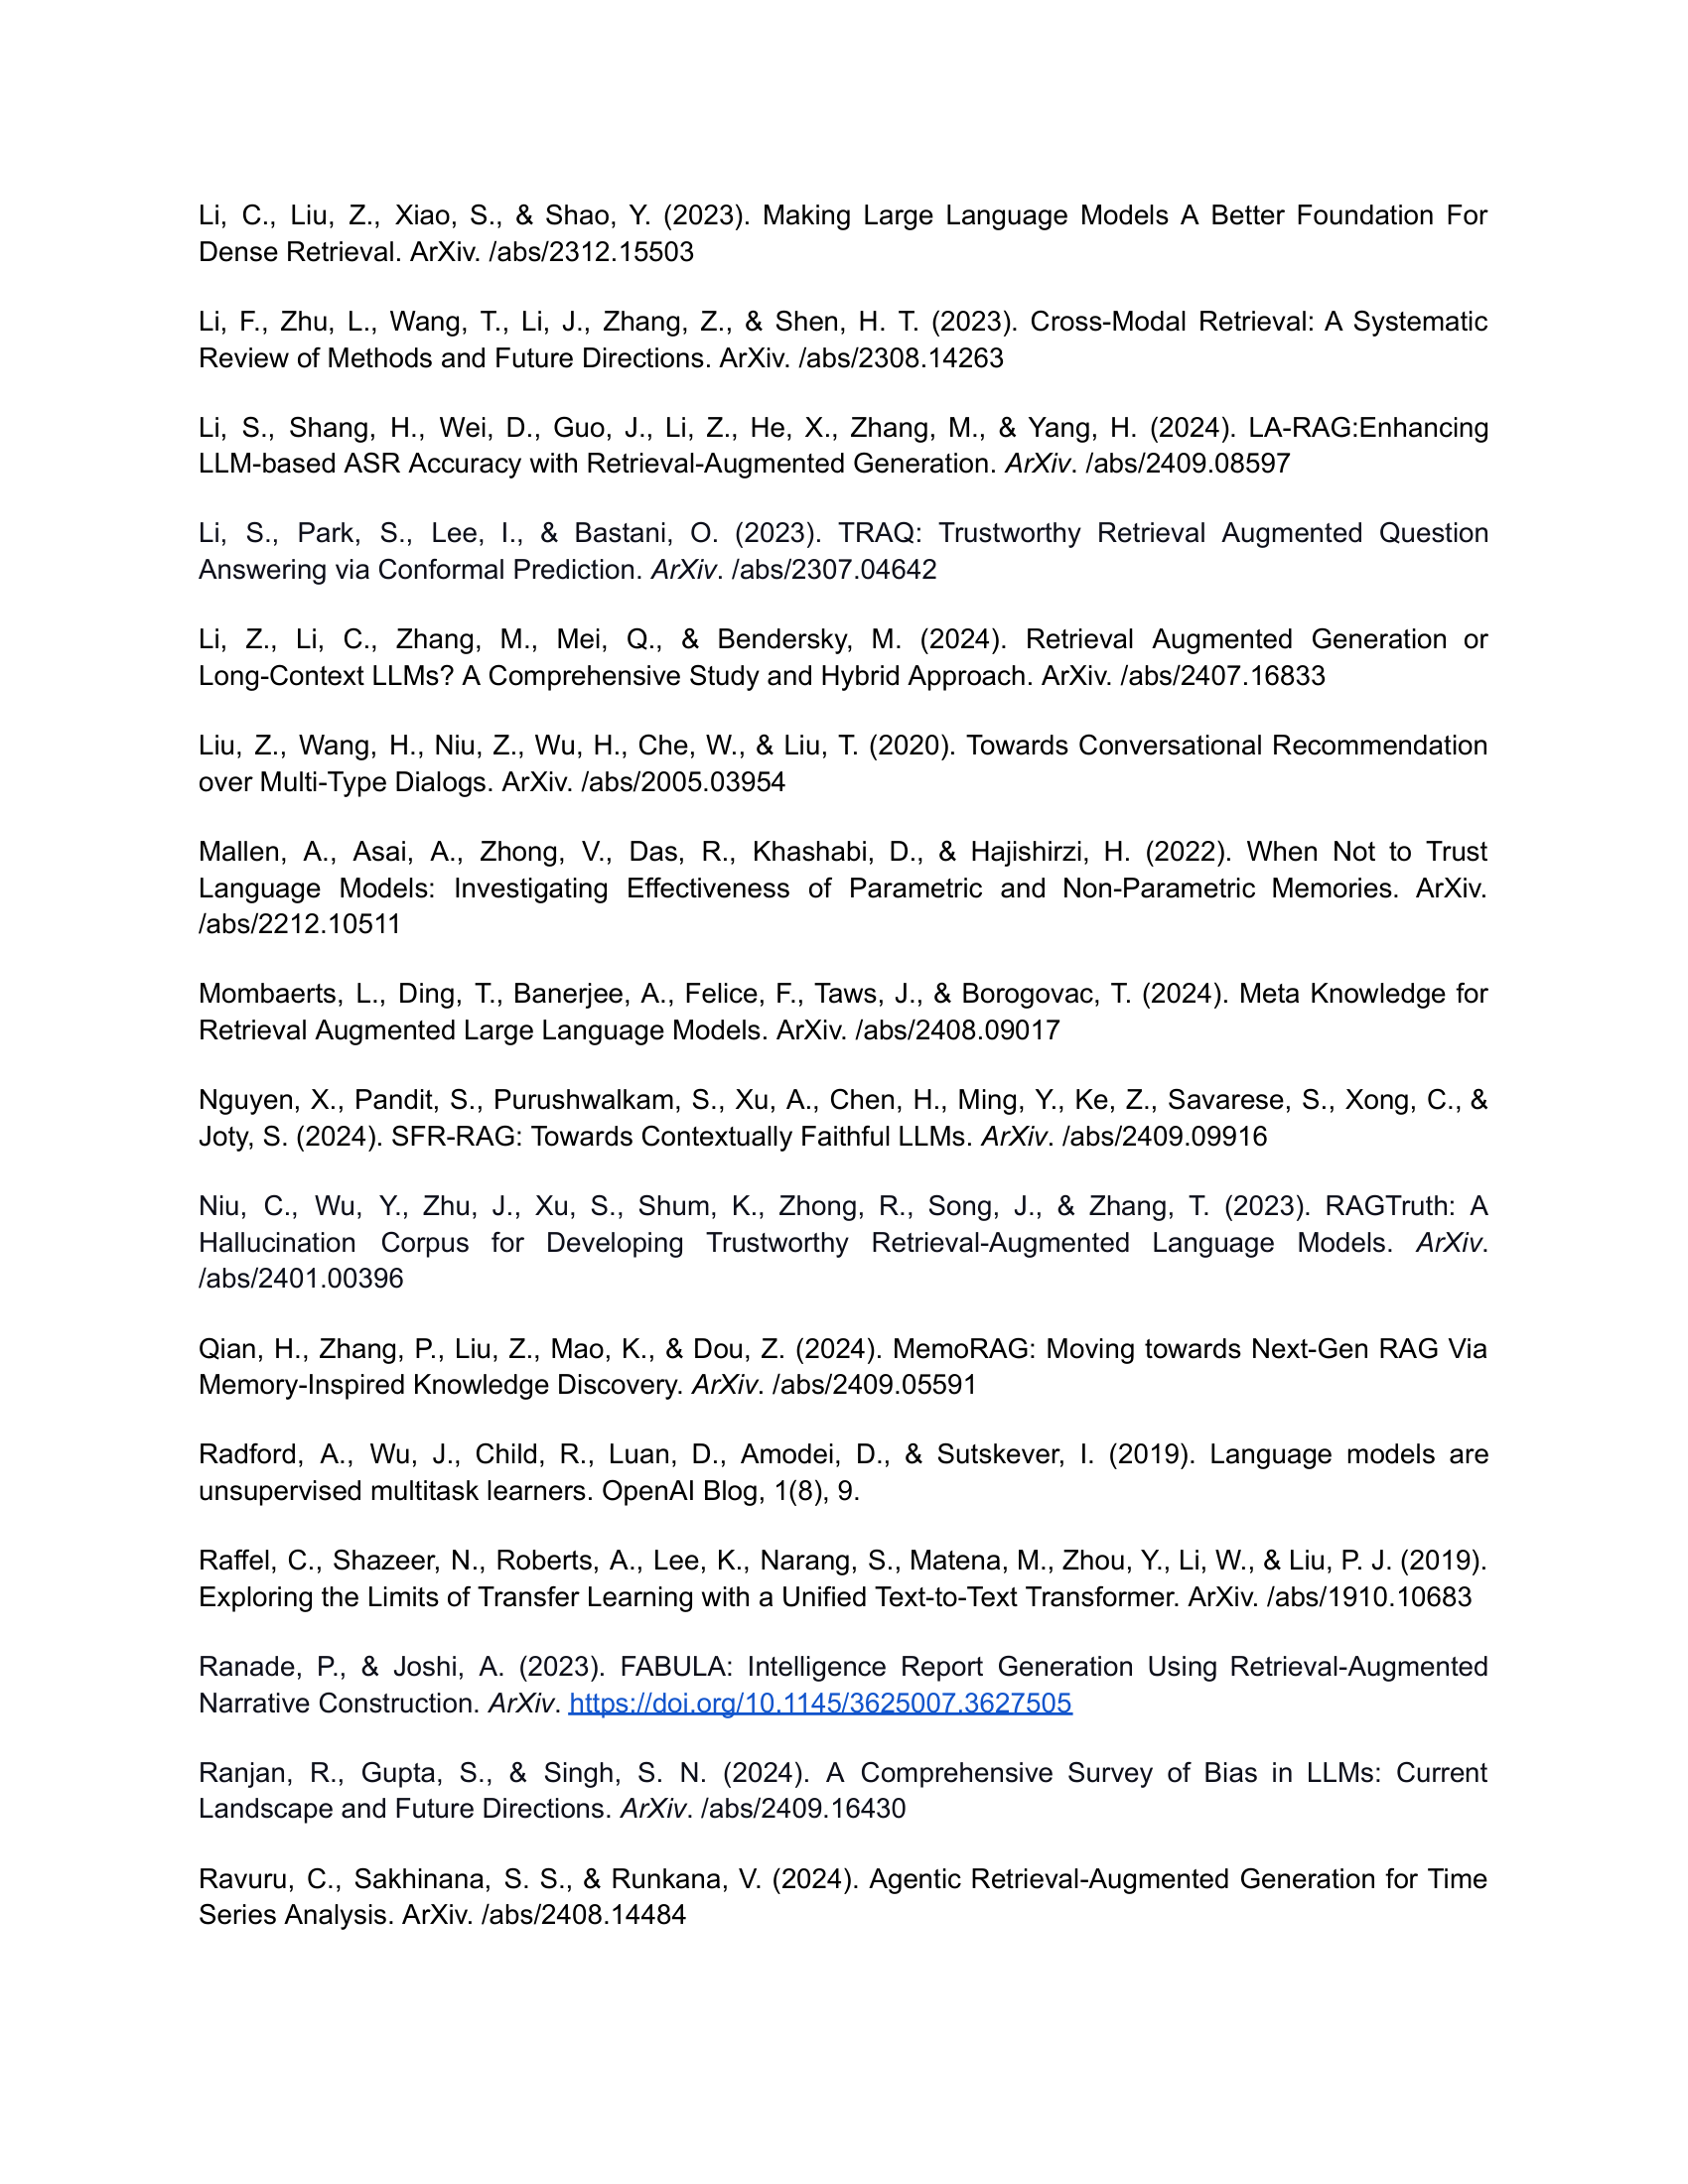 Li, C., Liu, Z., Xiao, S., & Shao, Y. (2023). Making Large Language Models A Better Foundation For
Dense Retrieval. ArXiv. /abs/2312.15503
Li, F., Zhu, L., Wang, T., Li, J., Zhang, Z., & Shen, H. T. (2023). Cross-Modal Retrieval: A Systematic
Review of Methods and Future Directions. ArXiv. /abs/2308.14263
Li, S., Shang, H., Wei, D., Guo, J., Li, Z., He, X., Zhang, M., & Yang, H. (2024). LA-RAG:Enhancing
LLM-based ASR Accuracy with Retrieval-Augmented Generation. ArXiv. /abs/2409.08597
Li, S., Park, S., Lee, I., & Bastani, O. (2023). TRAQ: Trustworthy Retrieval Augmented Question
Answering via Conformal Prediction. ArXiv. /abs/2307.04642
Li, Z., Li, C., Zhang, M., Mei, Q., & Bendersky, M. (2024). Retrieval Augmented Generation or
Long-Context LLMs? A Comprehensive Study and Hybrid Approach. ArXiv. /abs/2407.16833
Liu, Z., Wang, H., Niu, Z., Wu, H., Che, W., & Liu, T. (2020). Towards Conversational Recommendation
over Multi-Type Dialogs. ArXiv. /abs/2005.03954
Mallen, A., Asai, A., Zhong, V., Das, R., Khashabi, D., & Hajishirzi, H. (2022). When Not to Trust
Language Models: Investigating Effectiveness of Parametric and Non-Parametric Memories. ArXiv.
/abs/2212.10511
Mombaerts, L., Ding, T., Banerjee, A., Felice, F., Taws, J., & Borogovac, T. (2024). Meta Knowledge for
Retrieval Augmented Large Language Models. ArXiv. /abs/2408.09017
Nguyen, X., Pandit, S., Purushwalkam, S., Xu, A., Chen, H., Ming, Y., Ke, Z., Savarese, S., Xong, C., &
Joty, S. (2024). SFR-RAG: Towards Contextually Faithful LLMs. ArXiv. /abs/2409.09916
Niu, C., Wu, Y., Zhu, J., Xu, S., Shum, K., Zhong, R., Song, J., & Zhang, T. (2023). RAGTruth: A
Hallucination Corpus for Developing Trustworthy Retrieval-Augmented Language Models. ArXiv.
/abs/2401.00396
Qian, H., Zhang, P., Liu, Z., Mao, K., & Dou, Z. (2024). MemoRAG: Moving towards Next-Gen RAG Via
Memory-Inspired Knowledge Discovery. ArXiv. /abs/2409.05591
Radford, A., Wu, J., Child, R., Luan, D., Amodei, D., & Sutskever, I. (2019). Language models are
unsupervised multitask learners. OpenAI Blog, 1(8), 9.
Raffel, C., Shazeer, N., Roberts, A., Lee, K., Narang, S., Matena, M., Zhou, Y., Li, W., & Liu, P. J. (2019).
Exploring the Limits of Transfer Learning with a Unified Text-to-Text Transformer. ArXiv. /abs/1910.10683
Ranade, P., & Joshi, A. (2023). FABULA: Intelligence Report Generation Using Retrieval-Augmented
Narrative Construction. ArXiv. https://doi.org/10.1145/3625007.3627505
Ranjan, R., Gupta, S., & Singh, S. N. (2024). A Comprehensive Survey of Bias in LLMs: Current
Landscape and Future Directions. ArXiv. /abs/2409.16430
Ravuru, C., Sakhinana, S. S., & Runkana, V. (2024). Agentic Retrieval-Augmented Generation for Time
Series Analysis. ArXiv. /abs/2408.14484